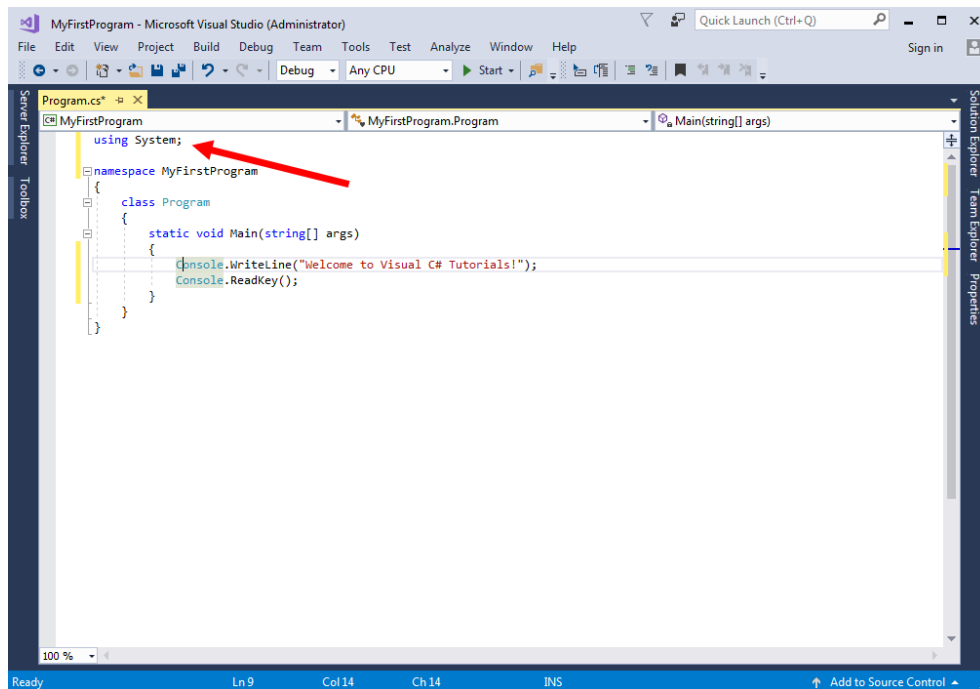 MyFirstProgram - Microsoft Visual Studio (Administrator)
Quick Launch (Ctrl+Q)
File Edit View Project Build Debug Team Tools Test Analyze Window Help
Sign in
Debug Any CPU Start
Server Explorer
Toolbox
Program.cs*
C# MyFirstProgram MyFirstProgram.Program Main(string[] args)
using System;
namespace MyFirstProgram
{
class Program
{
static void Main(string[] args)
{
Console.WriteLine("Welcome to Visual C# Tutorials!");
Console.ReadKey();
}
}
}
Solution Explorer
Team Explorer
Properties
100 %
Ready Ln 9 Col 14 Ch 14 INS Add to Source Control